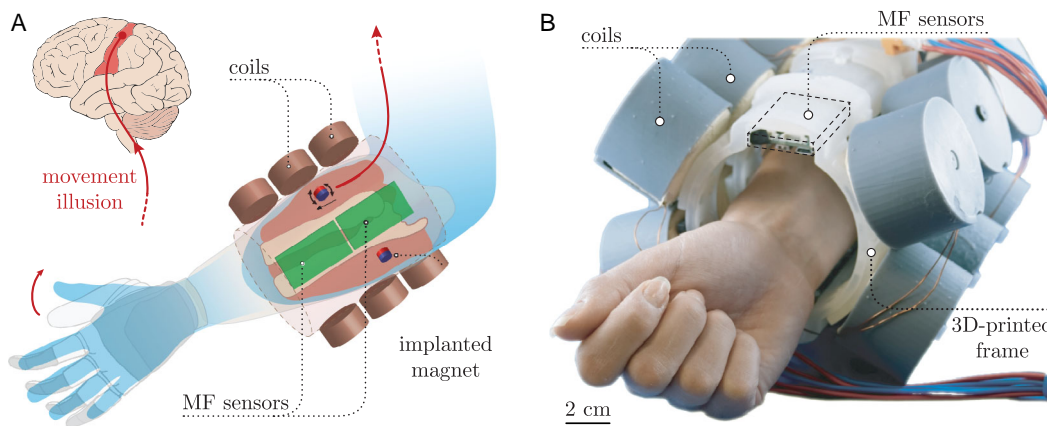 A
coils
movement
illusion
implanted
magnet
MF sensors
B
MF sensors
coils
3D-printed
frame
2 cm